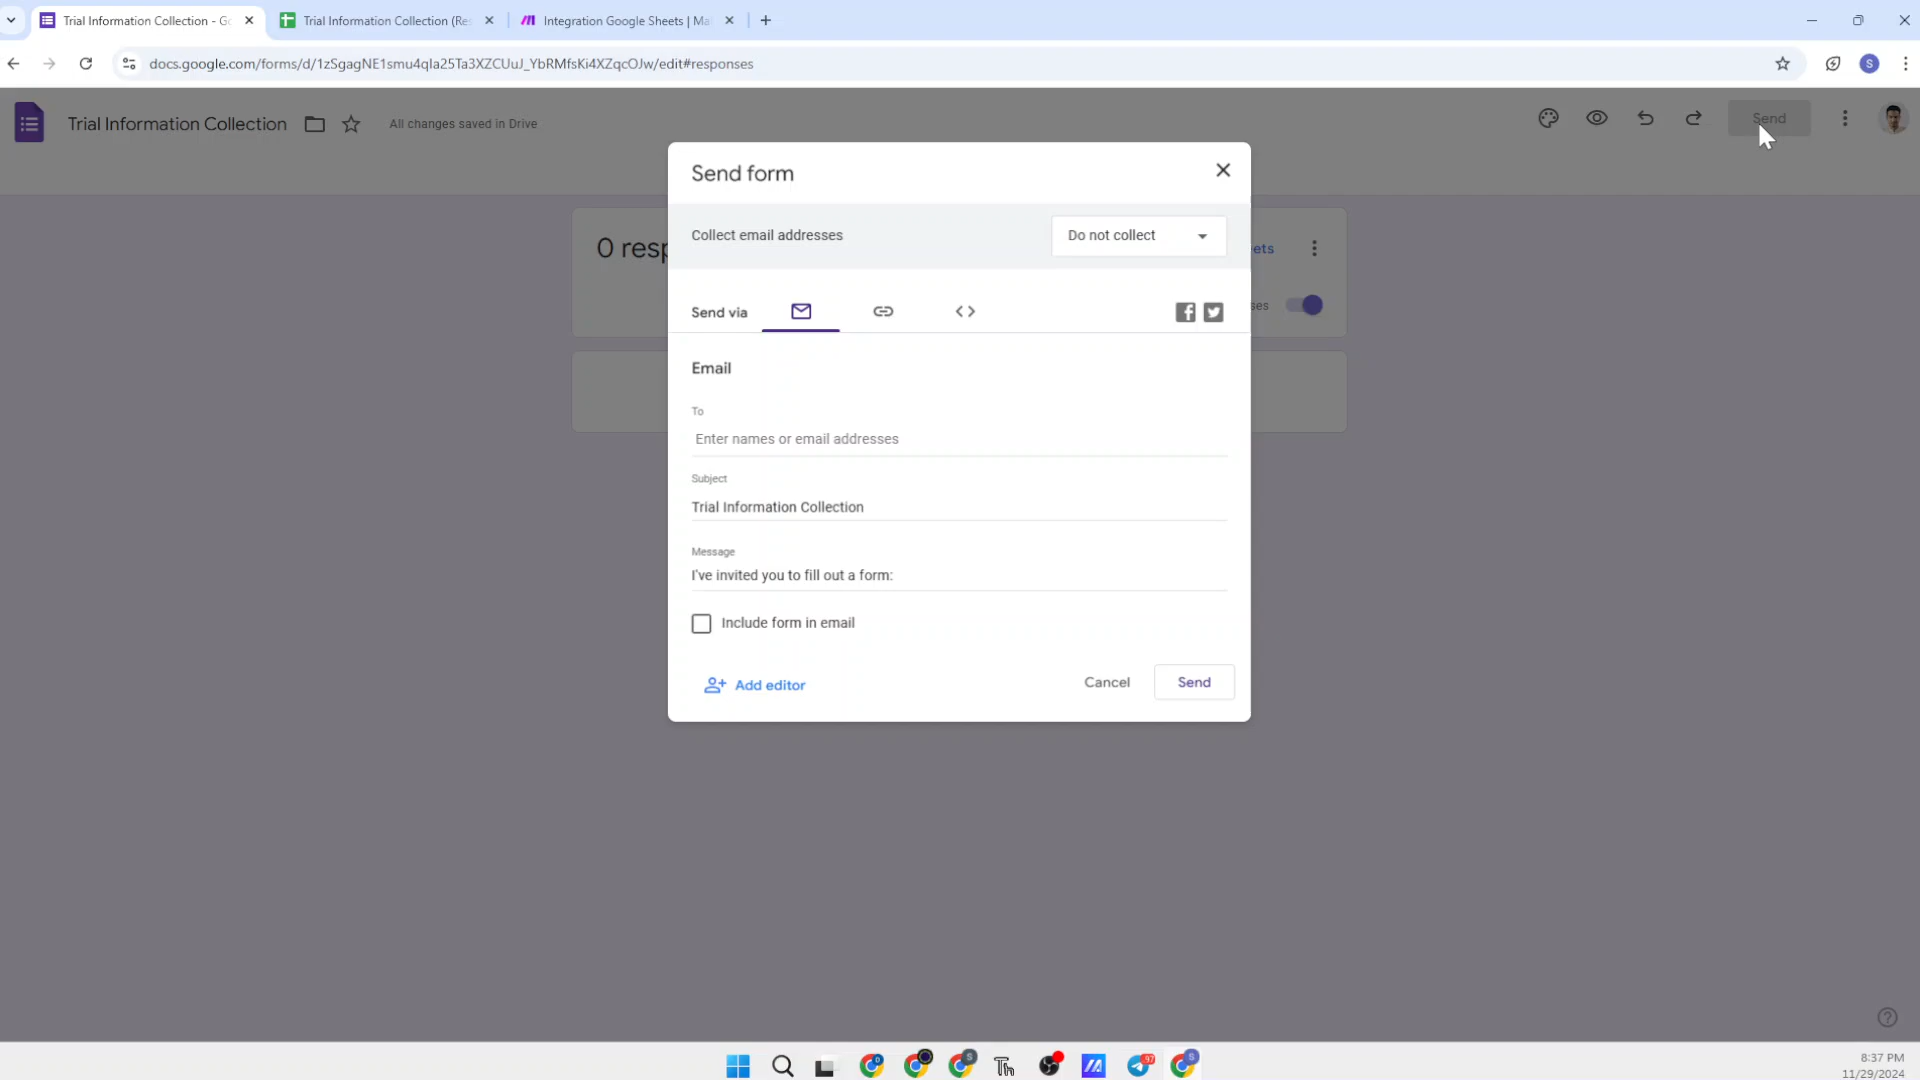 Trial Information Collection - Go
Trial Information Collection (Res
Integration Google Sheets | Ma
docs.google.com/forms/d/1zSgagNE1smu4qla25Ta3XZCUuJ_YbRMfsKi4XZqcOJw/edit#responses
S
Trial Information Collection
All changes saved in Drive
Send
Send form
Collect email addresses
Do not collect
0 resp
ets
Send via
ses
Email
To
Enter names or email addresses
Subject
Trial Information Collection
Message
I've invited you to fill out a form:
Include form in email
Add editor
Cancel
Send
D
S
97
S
8:37 PM
11/29/2024